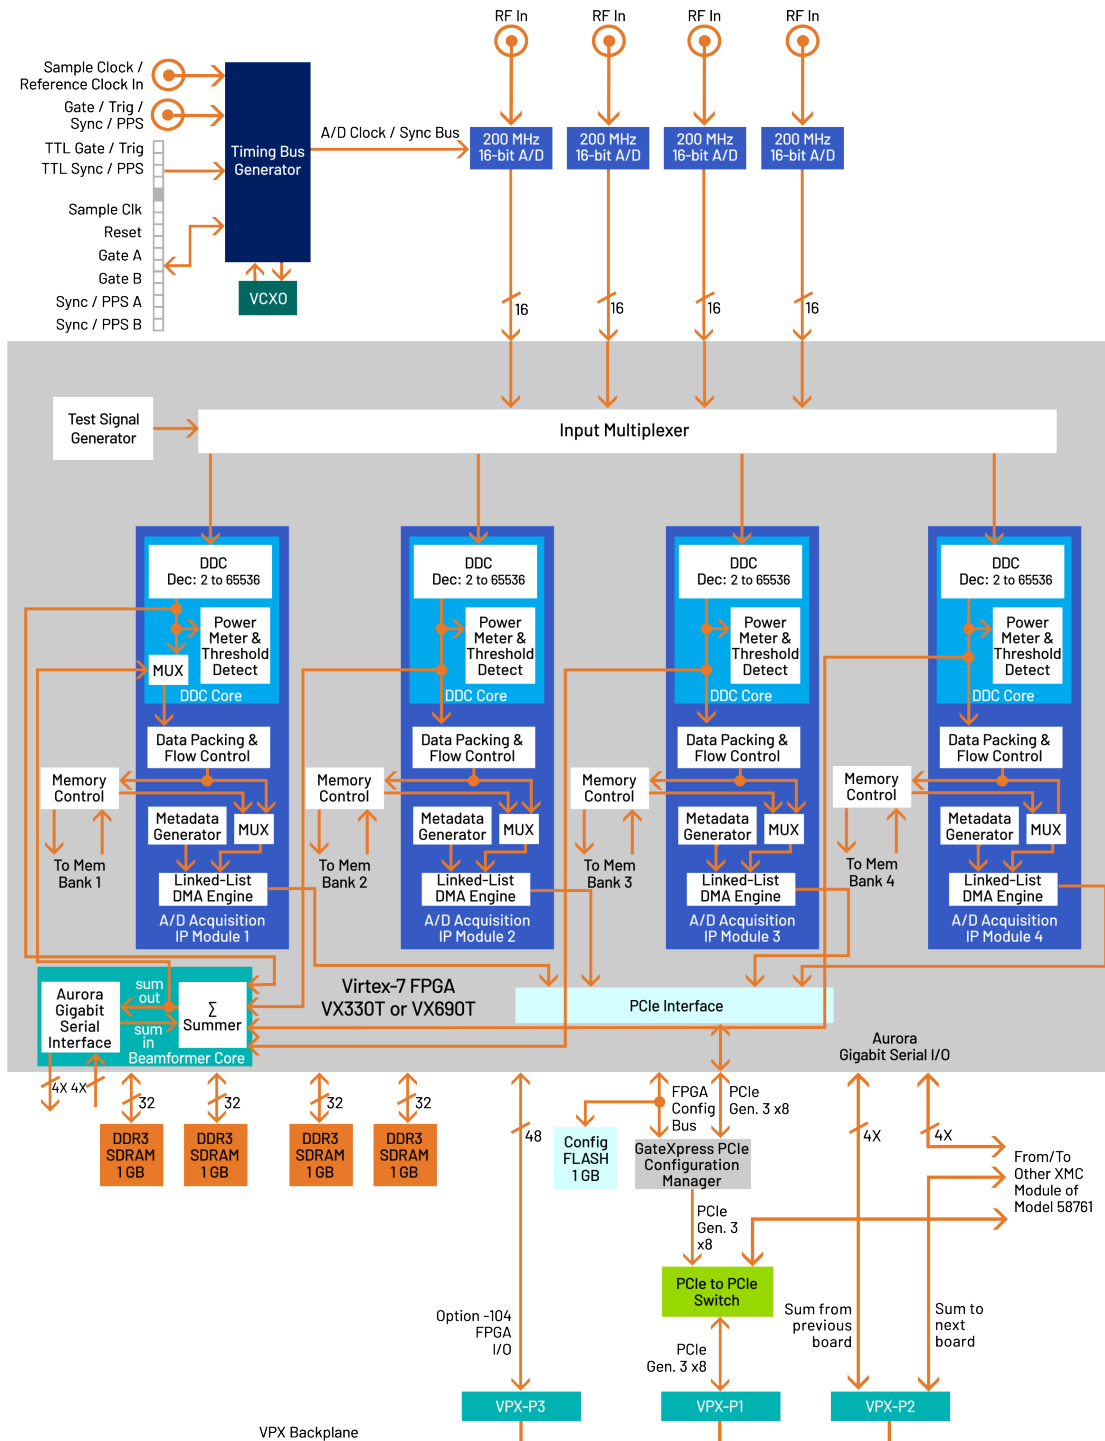 RF In
RF In
RF In
RF In
Sample Clock /
Reference Clock In
Gate / Trig /
Sync / PPS
TTL Gate / Trig
TTL Sync / PPS
Sample Clk
Reset
Gate A
Gate B
Sync / PPS A
Sync / PPS B
Timing Bus
Generator
VCXO
A/D Clock / Sync Bus
200 MHz
16-bit A/D
200 MHz
16-bit A/D
200 MHz
16-bit A/D
200 MHz
16-bit A/D
16
16
16
16
Test Signal
Generator
Input Multiplexer
DDC
Dec: 2 to 65536
Power
Meter &
Threshold
Detect
MUX
DDC Core
Data Packing &
Flow Control
Memory
Control
Metadata
Generator
MUX
To Mem
Bank 1
Linked-List
DMA Engine
A/D Acquisition
IP Module 1
DDC
Dec: 2 to 65536
Power
Meter &
Threshold
Detect
DDC Core
Data Packing &
Flow Control
Memory
Control
Metadata
Generator
MUX
To Mem
Bank 2
Linked-List
DMA Engine
A/D Acquisition
IP Module 2
DDC
Dec: 2 to 65536
Power
Meter &
Threshold
Detect
DDC Core
Data Packing &
Flow Control
Memory
Control
Metadata
Generator
MUX
To Mem
Bank 3
Linked-List
DMA Engine
A/D Acquisition
IP Module 3
DDC
Dec: 2 to 65536
Power
Meter &
Threshold
Detect
DDC Core
Data Packing &
Flow Control
Memory
Control
Metadata
Generator
MUX
To Mem
Bank 4
Linked-List
DMA Engine
A/D Acquisition
IP Module 4
Aurora
Gigabit
Serial
Interface
sum
out
sum
in
∑
Summer
Beamformer Core
Virtex-7 FPGA
VX330T or VX690T
PCIe Interface
Aurora
Gigabit Serial I/O
4X 4X
32
32
32
32
DDR3
SDRAM
1 GB
DDR3
SDRAM
1 GB
DDR3
SDRAM
1 GB
DDR3
SDRAM
1 GB
48
FPGA
Config
Bus
PCIe
Gen. 3 x8
Config
FLASH
1 GB
GateXpress PCIe
Configuration
Manager
4X
4X
From/To
Other XMC
Module of
Model 58761
PCIe
Gen. 3
x8
PCIe to PCIe
Switch
Option -104
FPGA
I/O
PCIe
Gen. 3 x8
Sum from
previous
board
Sum to
next
board
VPX-P3
VPX-P1
VPX-P2
VPX Backplane